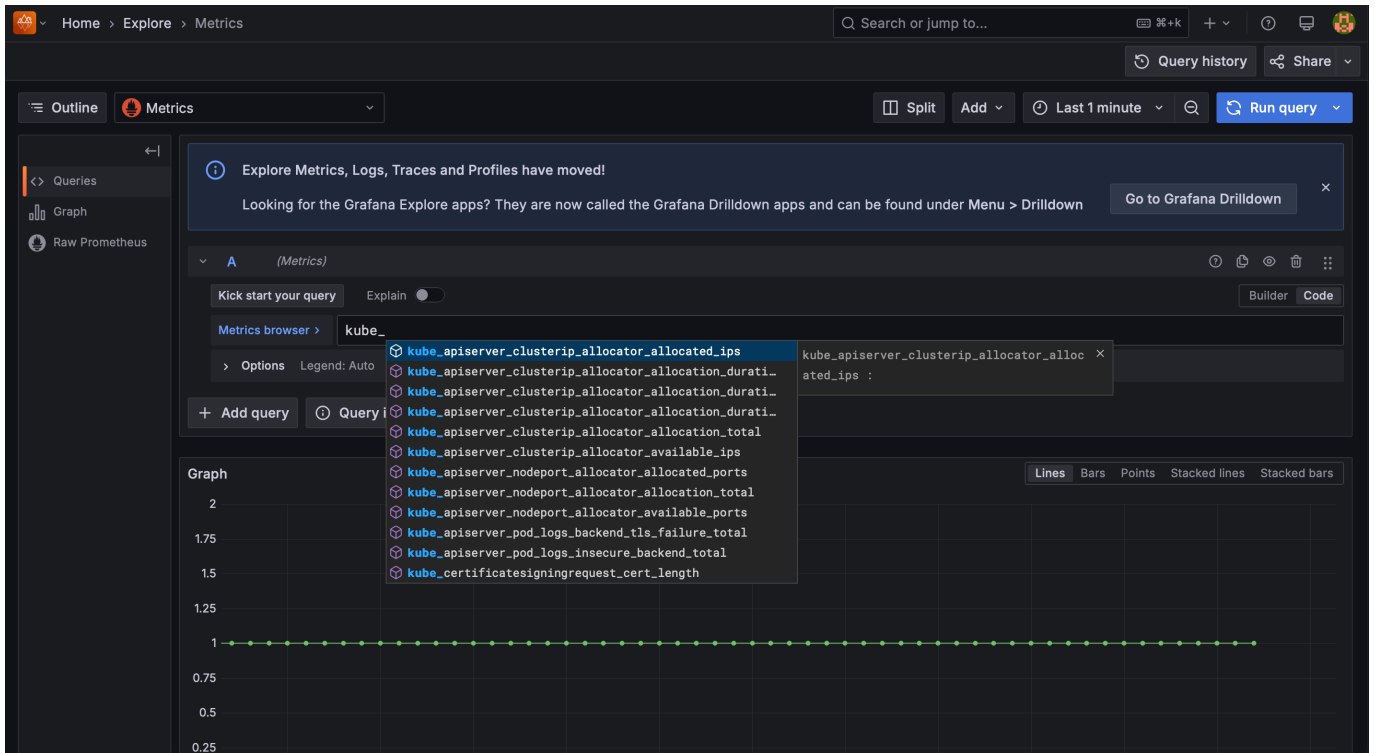 Home › Explore › Metrics
Search or jump to...
⌘+k
Query history
Share
Outline
Metrics
Split
Add
Last 1 minute
Run query
Queries
Graph
Raw Prometheus
Explore Metrics, Logs, Traces and Profiles have moved!
Looking for the Grafana Explore apps? They are now called the Grafana Drilldown apps and can be found under Menu > Drilldown
Go to Grafana Drilldown
A (Metrics)
Kick start your query
Explain
Builder
Code
Metrics browser >
kube_
Options Legend: Auto
+ Add query
Query i
kube_apiserver_clusterip_allocator_allocated_ips
kube_apiserver_clusterip_allocator_allocation_durati…
kube_apiserver_clusterip_allocator_allocation_durati…
kube_apiserver_clusterip_allocator_allocation_durati…
kube_apiserver_clusterip_allocator_allocation_total
kube_apiserver_clusterip_allocator_available_ips
kube_apiserver_nodeport_allocator_allocated_ports
kube_apiserver_nodeport_allocator_allocation_total
kube_apiserver_nodeport_allocator_available_ports
kube_apiserver_pod_logs_backend_tls_failure_total
kube_apiserver_pod_logs_insecure_backend_total
kube_certificatesigningrequest_cert_length
kube_apiserver_clusterip_allocator_alloc
ated_ips :
Graph
Lines
Bars
Points
Stacked lines
Stacked bars
2
1.75
1.5
1.25
1
0.75
0.5
0.25